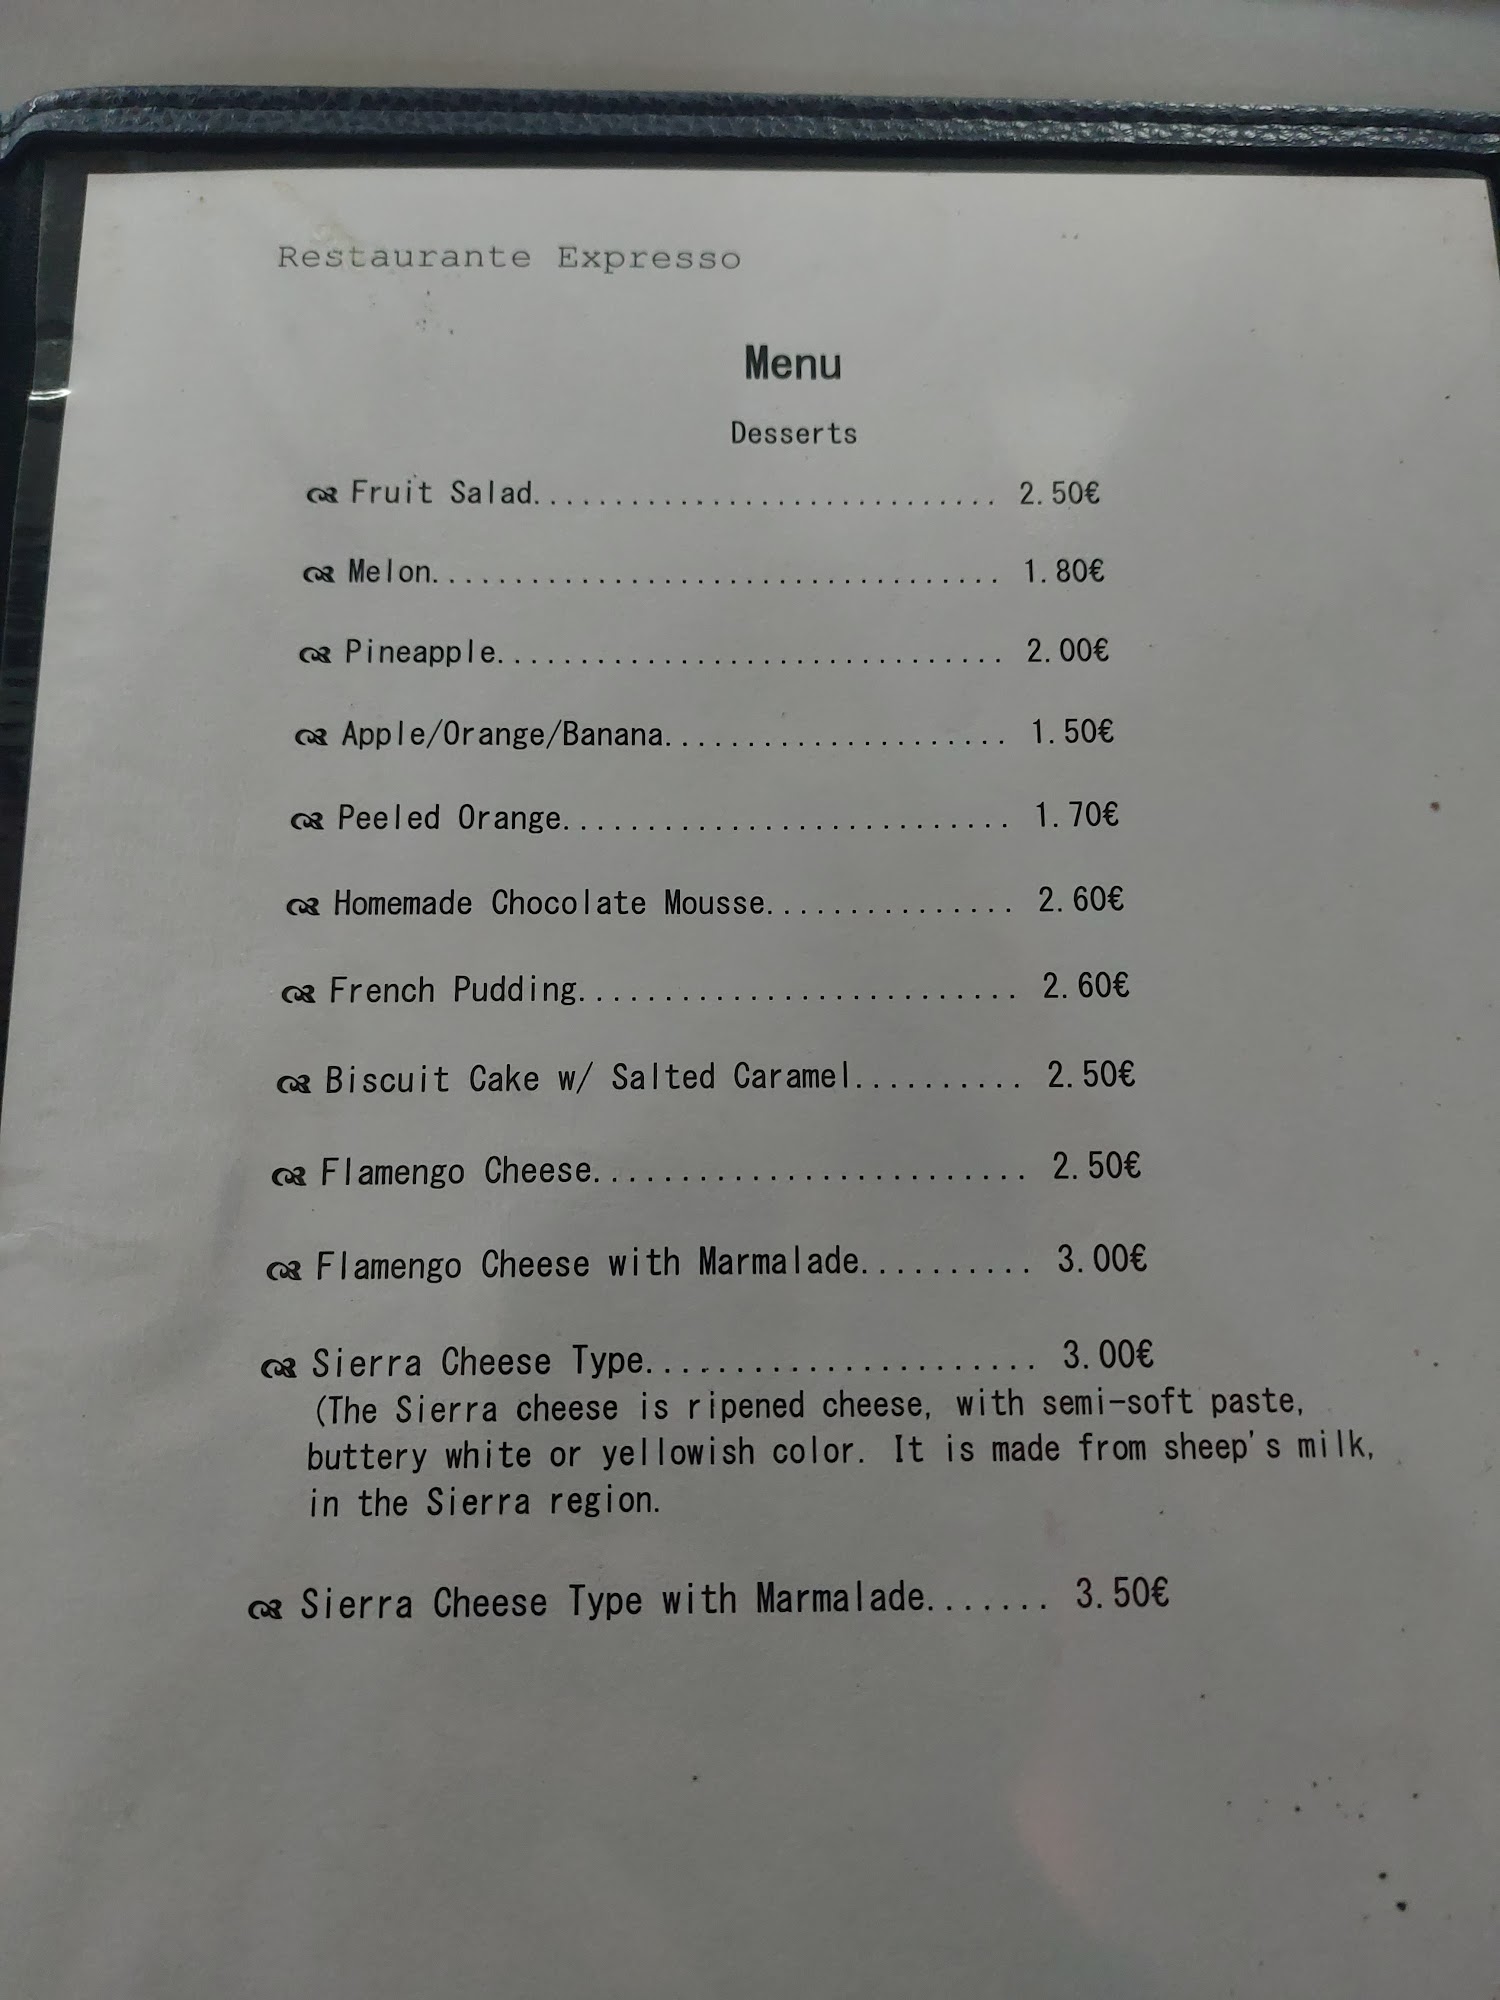 Restaurante Expresso
Menu
Desserts
Fruit Salad............................ 2.50€
Melon.................................. 1.80€
Pineapple.............................. 2.00€
Apple/Orange/Banana..................... 1.50€
Peeled Orange........................... 1.70€
Homemade Chocolate Mousse............... 2.60€
French Pudding.......................... 2.60€
Biscuit Cake w/ Salted Caramel.......... 2.50€
Flamengo Cheese......................... 2.50€
Flamengo Cheese with Marmalade.......... 3.00€
Sierra Cheese Type....................... 3.00€
(The Sierra cheese is ripened cheese, with semi-soft paste,
buttery white or yellowish color. It is made from sheep's milk,
in the Sierra region.
Sierra Cheese Type with Marmalade....... 3.50€